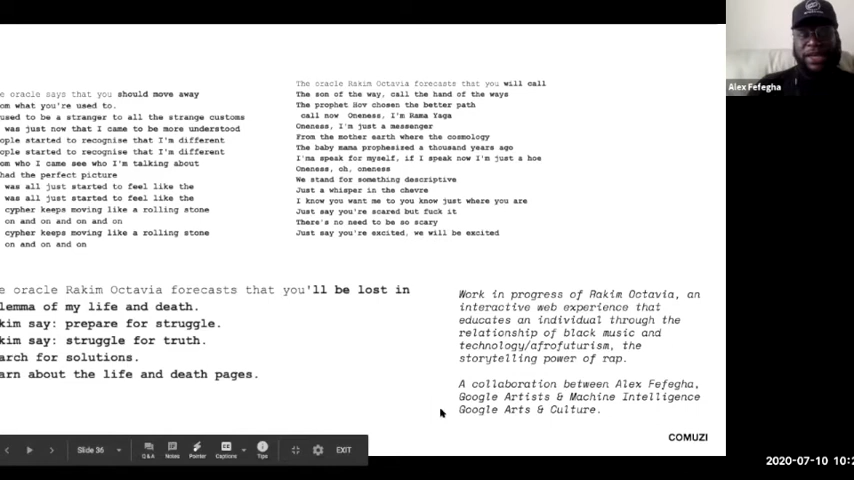 e oracle says that you should move away
om what you're used to.
used to be a stranger to all the strange customs
was just now that I came to be more understood
ople started to recognise that I'm different
ople started to recognise that I'm different
om who I came see who I'm talking about
had the perfect picture
was all just started to feel like the
was all just started to feel like the
cypher keeps moving like a rolling stone
on and on and on and on
cypher keeps moving like a rolling stone
on and on and on
The oracle Rakim Octavia forecasts that you will call
The son of the way, call the hand of the ways
The prophet Hov chosen the better path
call now Oneness, I'm Rama Yaga
Oneness, I'm just a messenger
From the mother earth where the cosmology
The baby mama prophesized a thousand years ago
I'ma speak for myself, if I speak now I'm just a hoe
Oneness, oh, oneness
We stand for something descriptive
Just a whisper in the chevre
I know you want me to you know just where you are
Just say you're scared but fuck it
There's no need to be so scary
Just say you're excited, we will be excited
e oracle Rakim Octavia forecasts that you'll be lost in
lemma of my life and death.
kim say: prepare for struggle.
kim say: struggle for truth.
arch for solutions.
arn about the life and death pages.
Work in progress of Rakim Octavia, an
interactive web experience that
educates an individual through the
relationship of black music and
technology/afrofuturism, the
storytelling power of rap.
A collaboration between Alex Fefegha,
Google Artists & Machine Intelligence
Google Arts & Culture.
COMUZI
Slide 36
Q&A
Notes
Pointer
Captions
Tips
EXIT
Alex Fefegha
2020-07-10 10:2